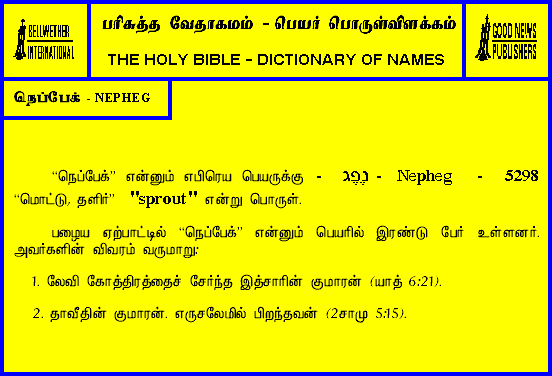 BELLWETHER
INTERNATIONAL
பரிசுத்த வேதாகமம் - பெயர் பொருள்விளக்கம்
THE HOLY BIBLE - DICTIONARY OF NAMES
GOOD NEWS
PUBLISHERS
நெப்பேக் - NEPHEG
“நெப்பேக்” என்னும் எபிரெய பெயருக்கு - נֶפֶג - Nepheg - 5298
“மொட்டு, தளிர்” "sprout" என்று பொருள்.
பழைய ஏற்பாட்டில் “நெப்பேக்” என்னும் பெயரில் இரண்டு பேர் உள்ளனர்.
அவர்களின் விவரம் வருமாறு:
1. லேவி கோத்திரத்தைச் சேர்ந்த இத்சாரின் குமாரன் (யாத் 6:21).
2. தாவீதின் குமாரன். எருசலேமில் பிறந்தவன் (2சாமு 5:15).